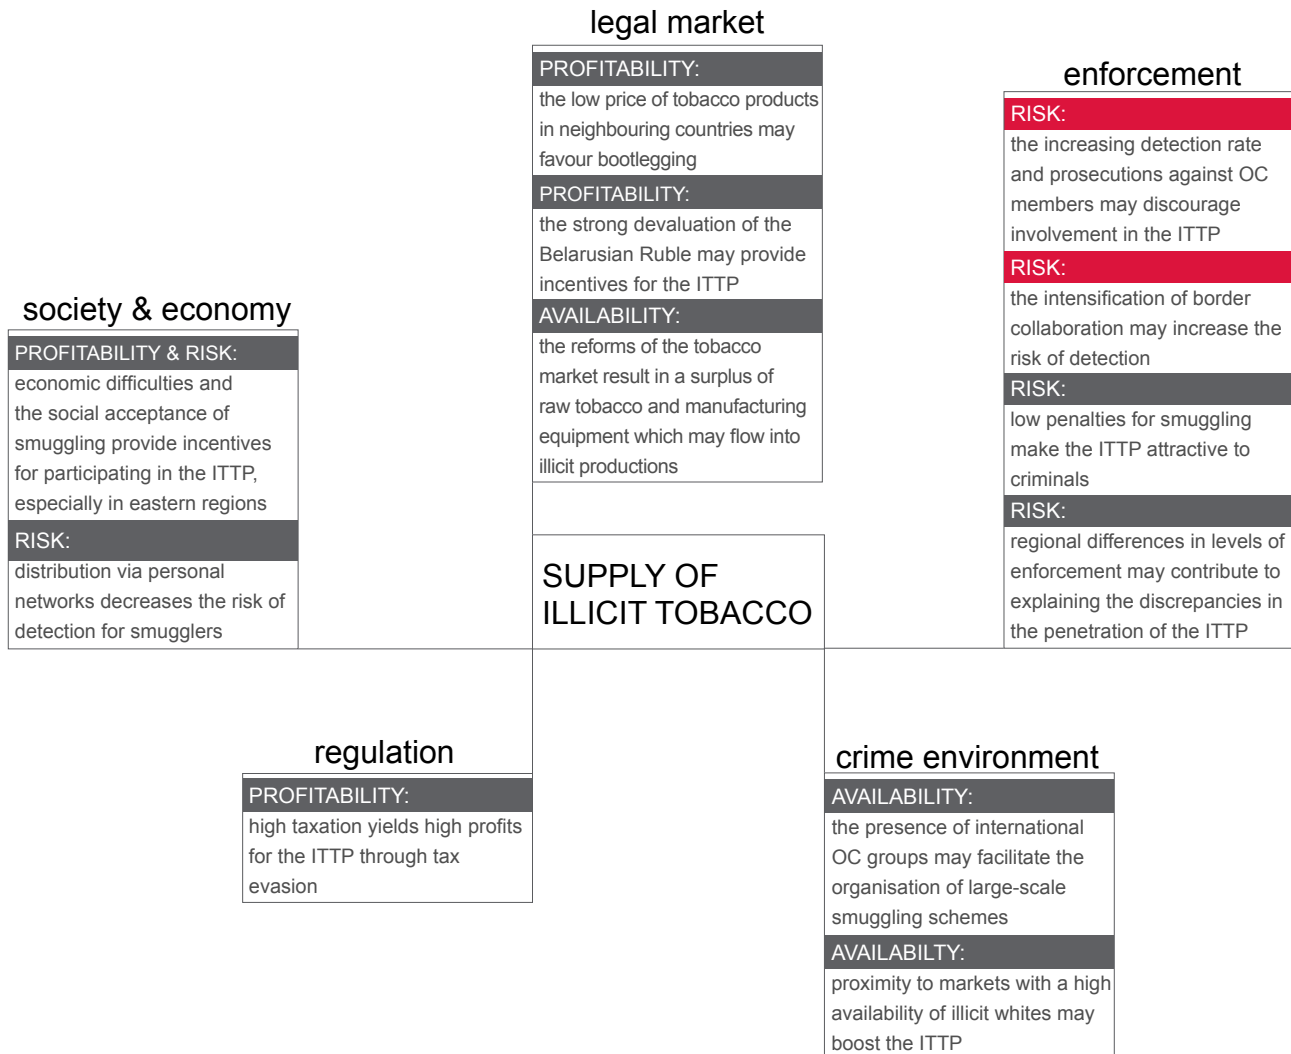 legal market
PROFITABILITY:
the low price of tobacco products
in neighbouring countries may
favour bootlegging
PROFITABILITY:
the strong devaluation of the
Belarusian Ruble may provide
incentives for the ITTP
AVAILABILITY:
the reforms of the tobacco
market result in a surplus of
raw tobacco and manufacturing
equipment which may flow into
illicit productions
enforcement
RISK:
the increasing detection rate
and prosecutions against OC
members may discourage
involvement in the ITTP
RISK:
the intensification of border
collaboration may increase the
risk of detection
RISK:
low penalties for smuggling
make the ITTP attractive to
criminals
RISK:
regional differences in levels of
enforcement may contribute to
explaining the discrepancies in
the penetration of the ITTP
society & economy
PROFITABILITY & RISK:
economic difficulties and
the social acceptance of
smuggling provide incentives
for participating in the ITTP,
especially in eastern regions
RISK:
distribution via personal
networks decreases the risk of
detection for smugglers
SUPPLY OF
ILLICIT TOBACCO
regulation
PROFITABILITY:
high taxation yields high profits
for the ITTP through tax
evasion
crime environment
AVAILABILITY:
the presence of international
OC groups may facilitate the
organisation of large-scale
smuggling schemes
AVAILABILTY:
proximity to markets with a high
availability of illicit whites may
boost the ITTP